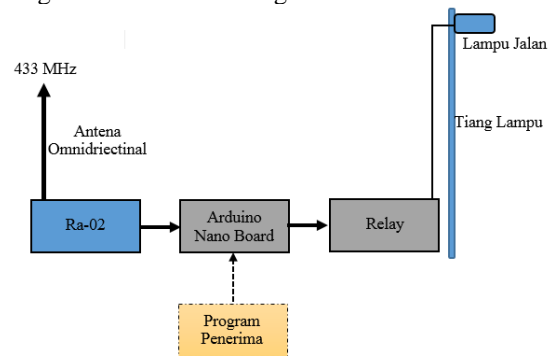 Lampu Jalan
433 MHz
Antena
Omnidriectinal
Tiang Lampu
Ra-02
Arduino
Nano Board
Relay
Program
Penerima